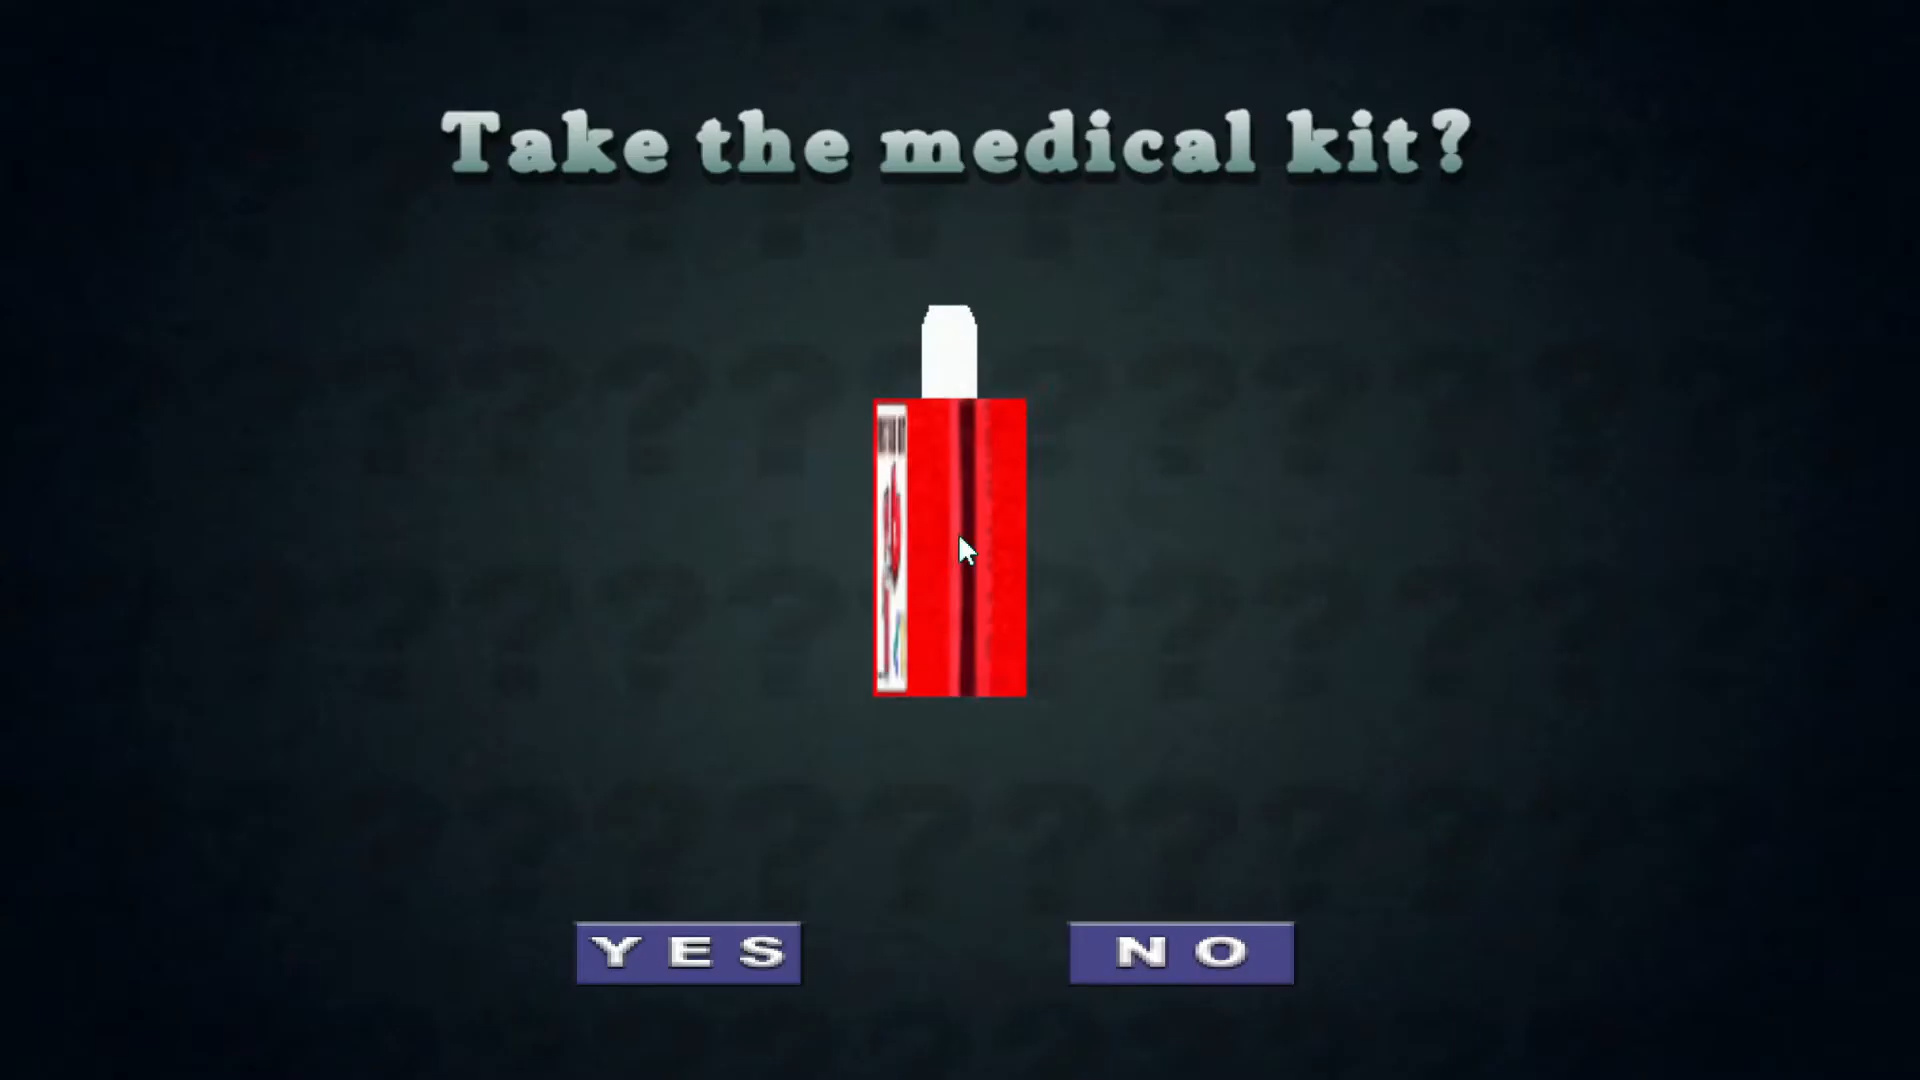 Take the medical kit?
YES
NO